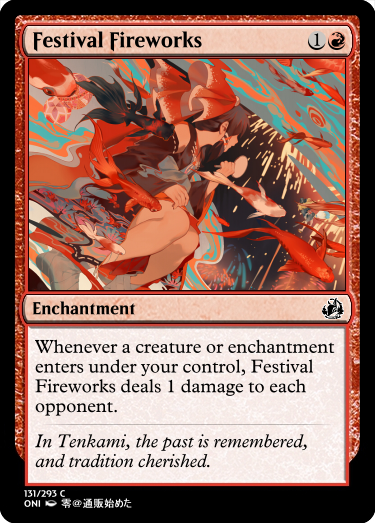 Festival Fireworks 1
Enchantment
Whenever a creature or enchantment
enters under your control, Festival
Fireworks deals 1 damage to each
opponent.
In Tenkami, the past is remembered,
and tradition cherished.
131/293 C
ONI 零@通販始めた